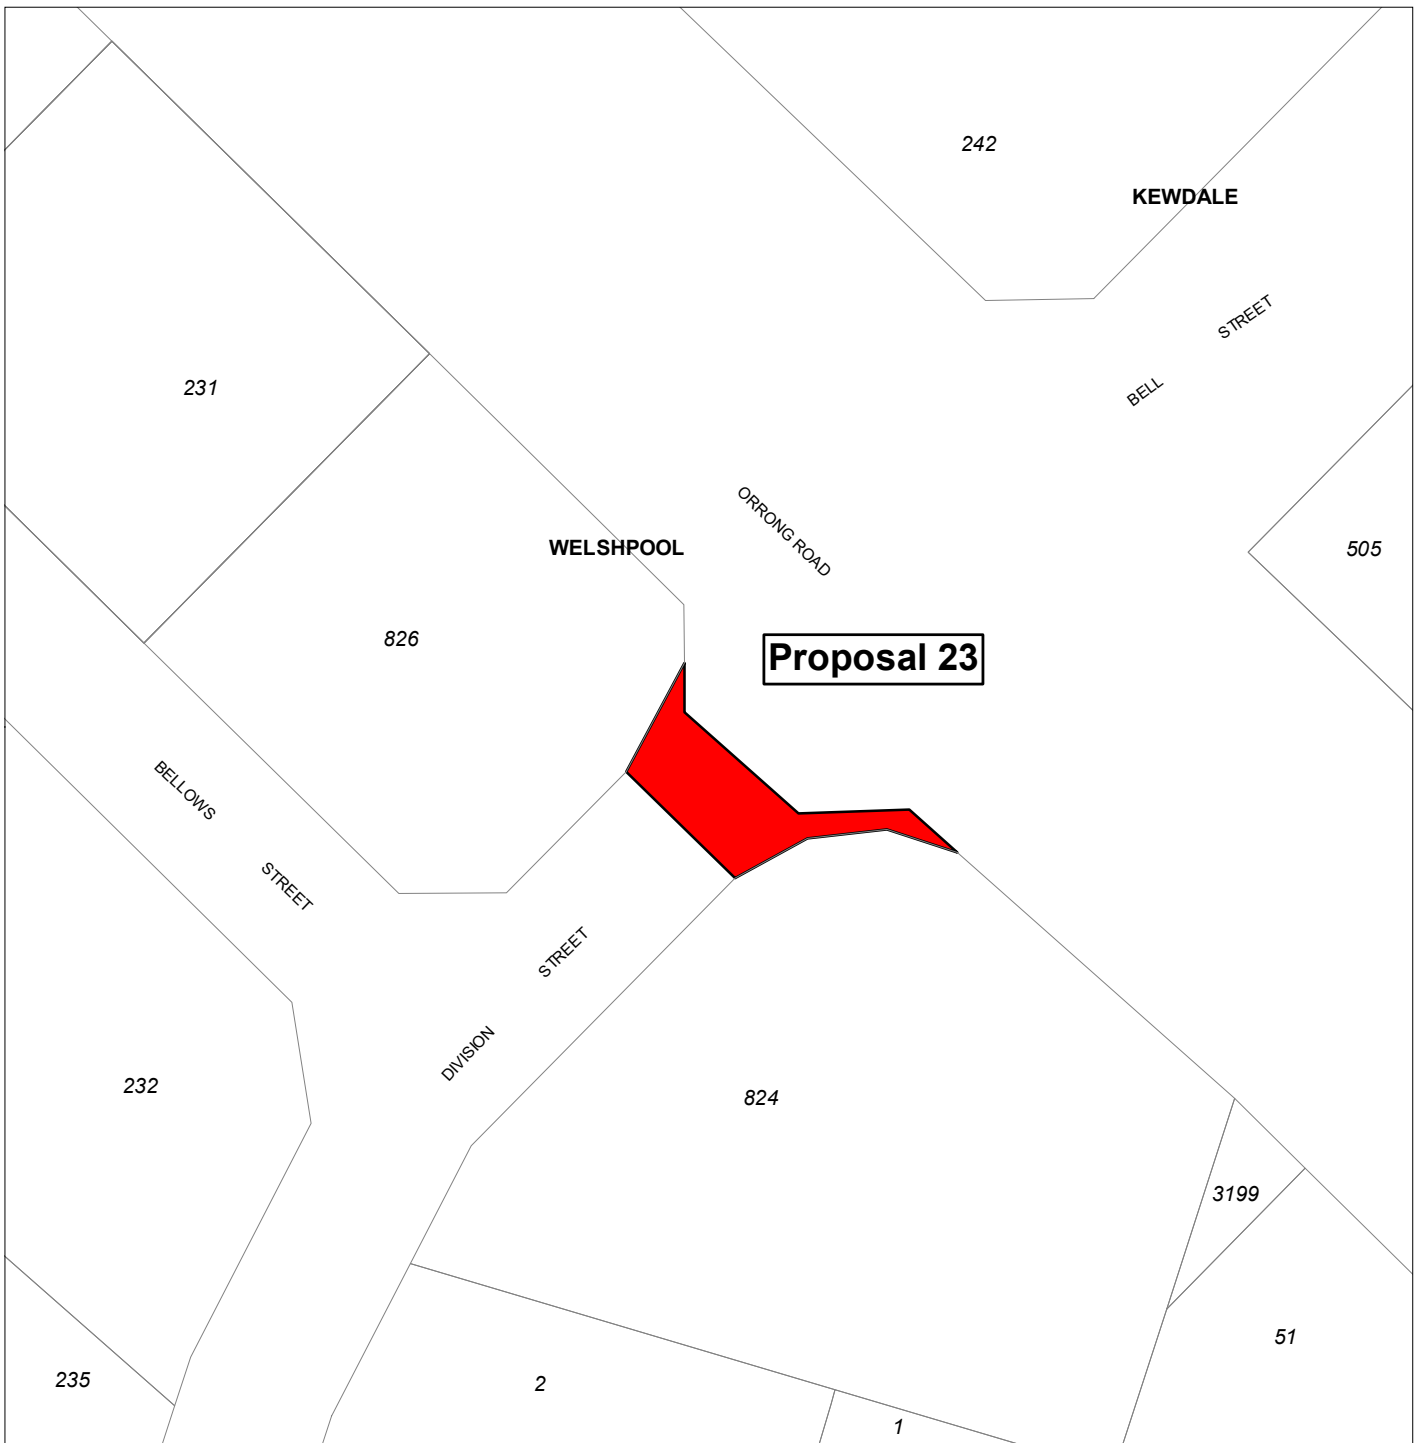 242
KEWDALE
BELL STREET
231
ORRONG ROAD
WELSHPOOL
505
826
Proposal 23
BELLOWS STREET
DIVISION STREET
232
824
3199
51
235
2
1